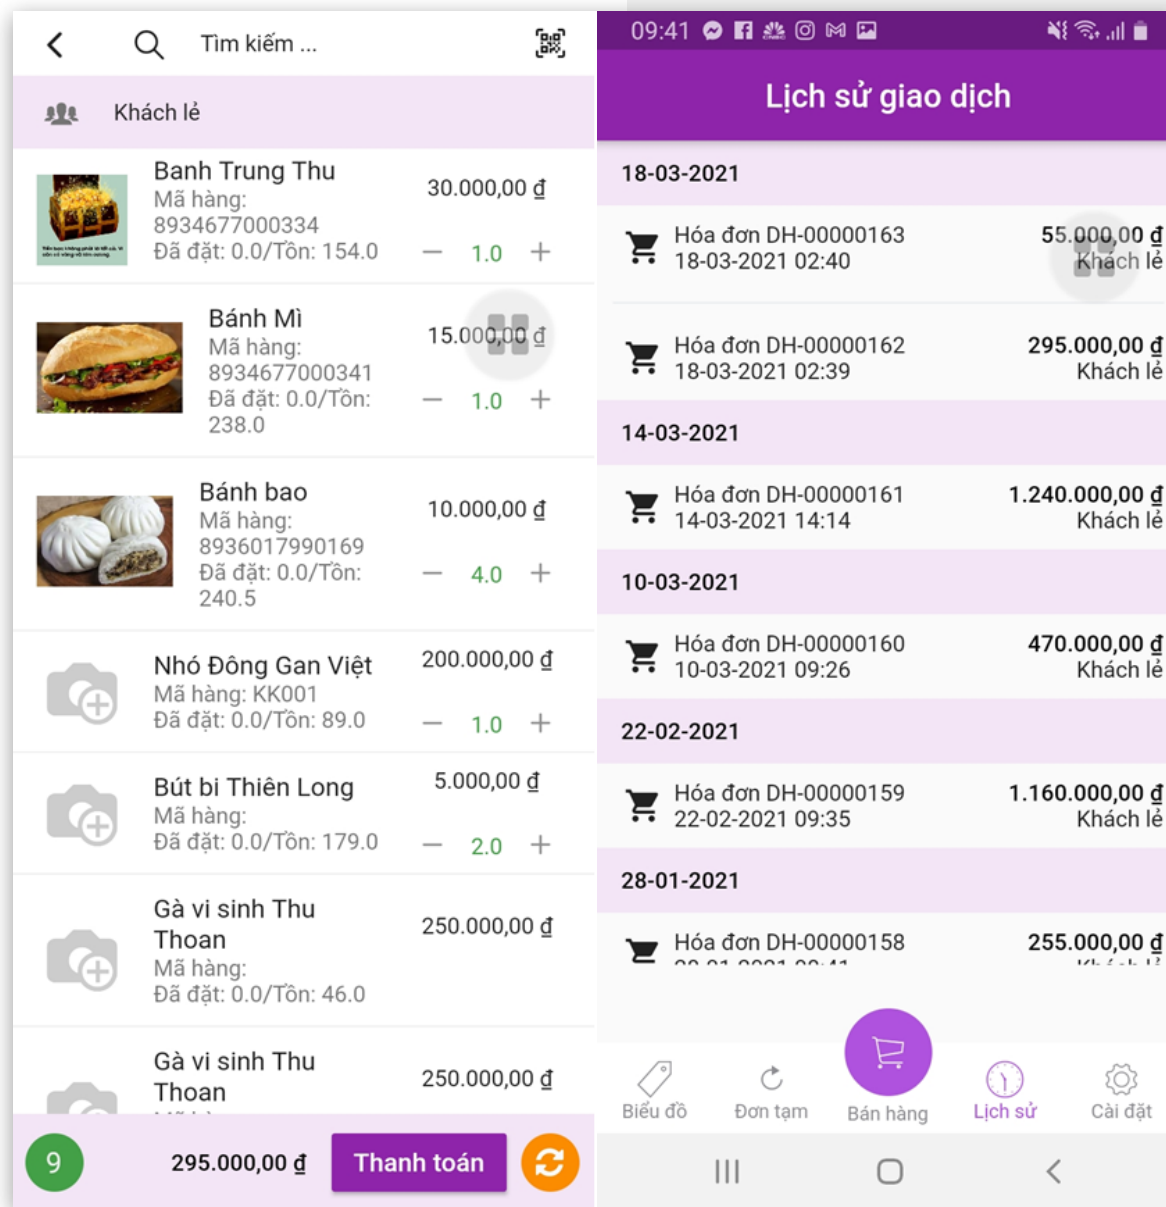 Tìm kiếm ...
Khách lẻ
Banh Trung Thu
30.000,00 ₫
Mã hàng:
8934677000334
Đã đặt: 0.0/Tồn: 154.0
1.0
Bánh Mì
15.000,00 ₫
Mã hàng:
8934677000341
Đã đặt: 0.0/Tồn:
238.0
1.0
Bánh bao
10.000,00 ₫
Mã hàng:
8936017990169
Đã đặt: 0.0/Tồn:
240.5
4.0
Nhó Đông Gan Việt
200.000,00 ₫
Mã hàng: KK001
Đã đặt: 0.0/Tồn: 89.0
1.0
Bút bi Thiên Long
5.000,00 ₫
Mã hàng:
Đã đặt: 0.0/Tồn: 179.0
2.0
Gà vi sinh Thu
Thoan
250.000,00 ₫
Mã hàng:
Đã đặt: 0.0/Tồn: 46.0
Gà vi sinh Thu
Thoan
250.000,00 ₫
9
295.000,00 ₫
Thanh toán
09:41
Lịch sử giao dịch
18-03-2021
Hóa đơn DH-00000163
55.000,00 ₫
18-03-2021 02:40
Khách lẻ
Hóa đơn DH-00000162
295.000,00 ₫
18-03-2021 02:39
Khách lẻ
14-03-2021
Hóa đơn DH-00000161
1.240.000,00 ₫
14-03-2021 14:14
Khách lẻ
10-03-2021
Hóa đơn DH-00000160
470.000,00 ₫
10-03-2021 09:26
Khách lẻ
22-02-2021
Hóa đơn DH-00000159
1.160.000,00 ₫
22-02-2021 09:35
Khách lẻ
28-01-2021
Hóa đơn DH-00000158
255.000,00 ₫
Biểu đồ
Đơn tạm
Bán hàng
Lịch sử
Cài đặt